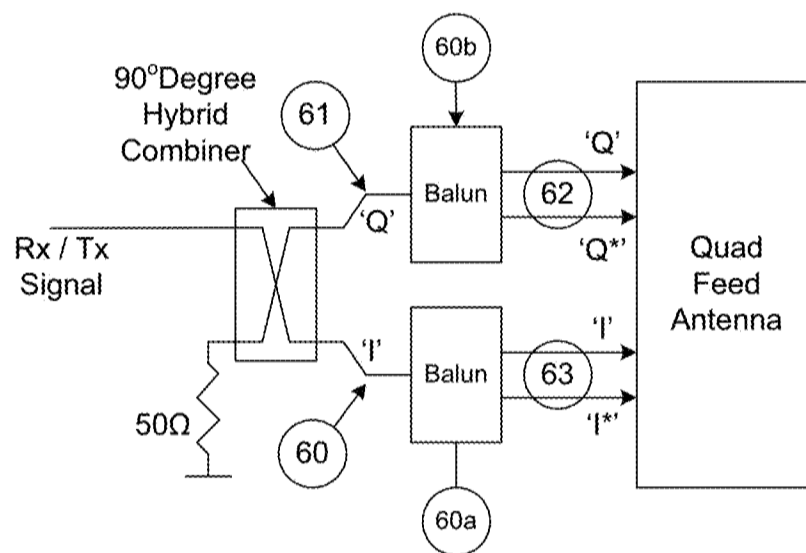 90°Degree
Hybrid
Combiner
61
60b
Rx / Tx
Signal
'Q'
Balun
'Q'
62
'Q*'
Quad
Feed
Antenna
50Ω
'I'
60
Balun
'I'
63
'I*'
60a